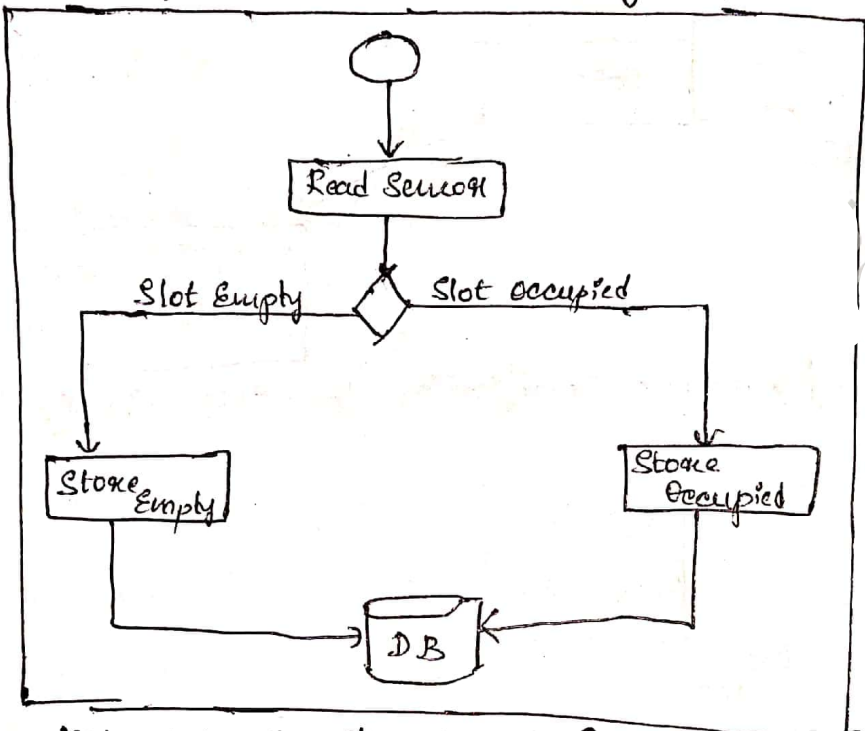 Read Sensor
Slot Empty
Slot Occupied
Store
Empty
Store
Occupied
DB